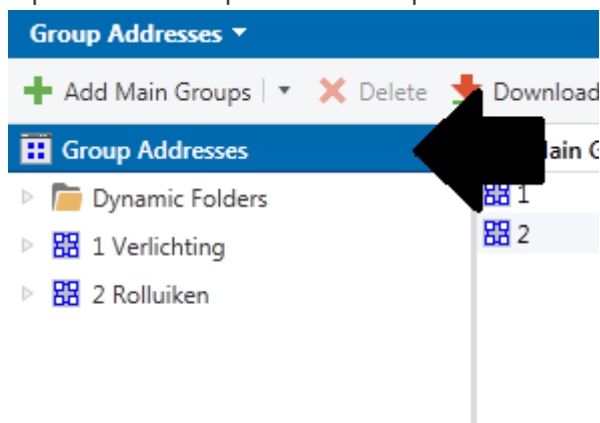 Group Addresses
Add Main Groups Delete Download
Group Addresses
Dynamic Folders 1
1 Verlichting 2
2 Rolluiken